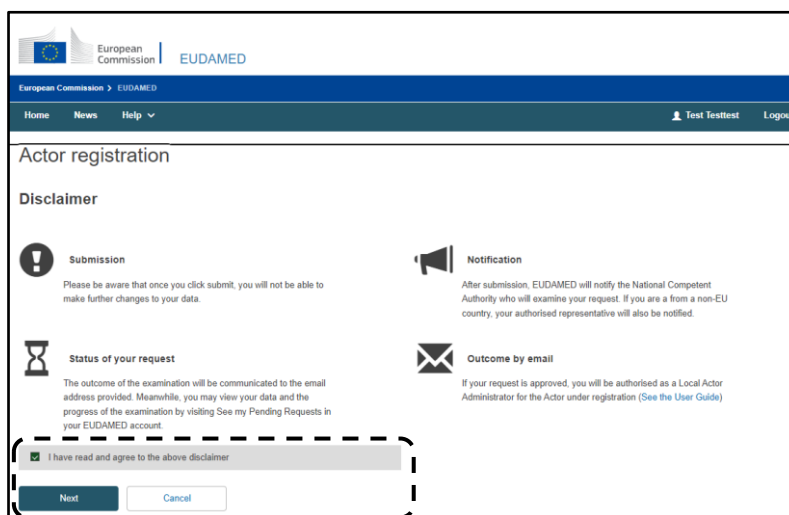 European
Commission
EUDAMED
European Commission > EUDAMED
Home News Help
Test Testtest Logou
Actor registration
Disclaimer
Submission
Please be aware that once you click submit, you will not be able to
make further changes to your data.
Notification
After submission, EUDAMED will notify the National Competent
Authority who will examine your request. If you are a from a non-EU
country, your authorised representative will also be notified.
Status of your request
The outcome of the examination will be communicated to the email
address provided. Meanwhile, you may view your data and the
progress of the examination by visiting See my Pending Requests in
your EUDAMED account.
Outcome by email
If your request is approved, you will be authorised as a Local Actor
Administrator for the Actor under registration (See the User Guide)
I have read and agree to the above disclaimer
Next Cancel